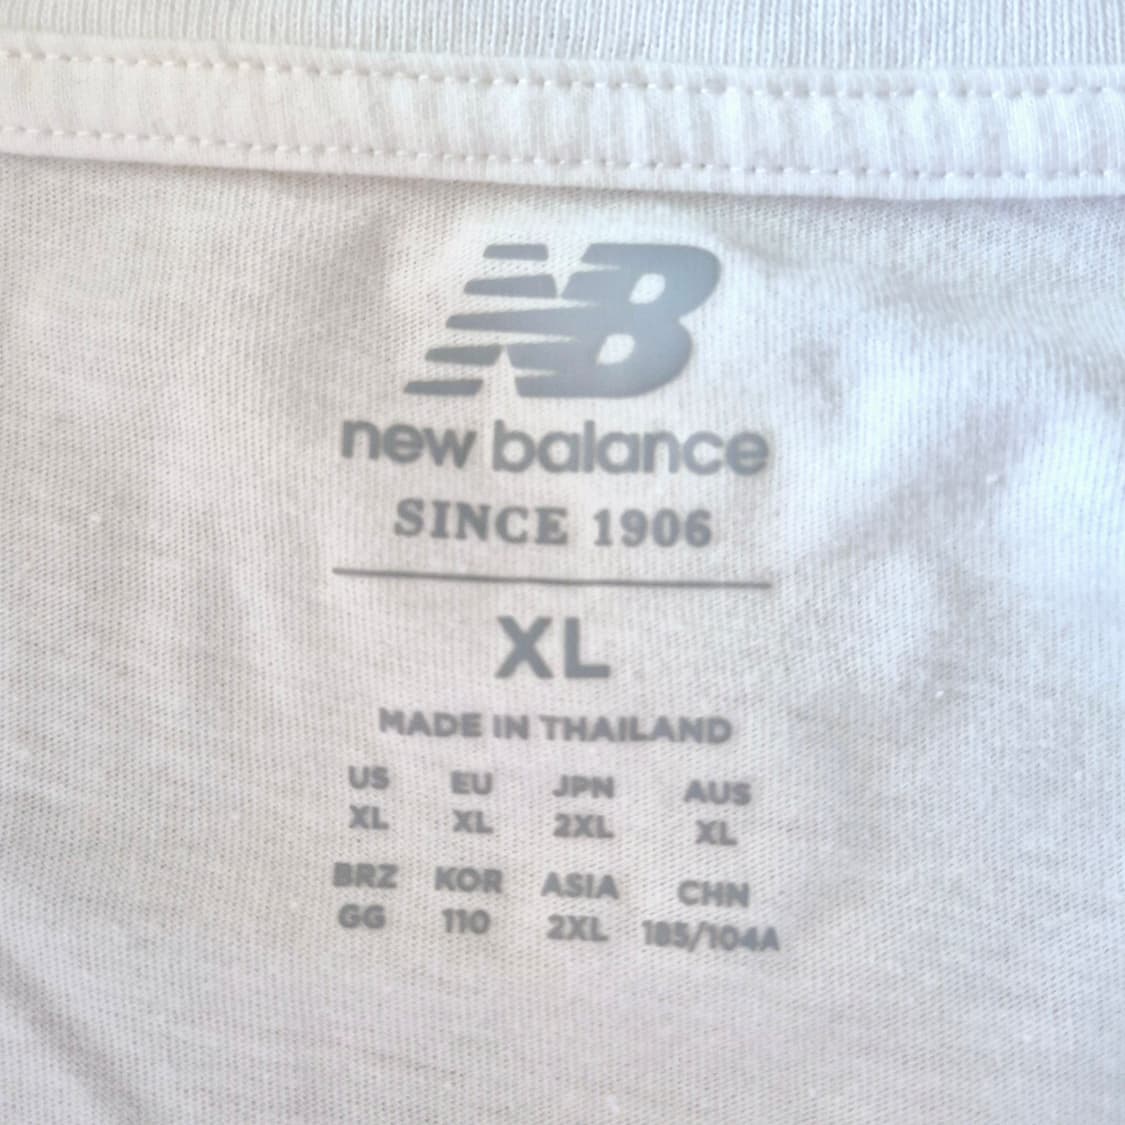 NB
new balance
SINCE 1906
XL
MADE IN THAILAND
US EU JPN AUS
XL XL 2XL XL
BRZ KOR ASIA CHN
GG 110 2XL 185/104A